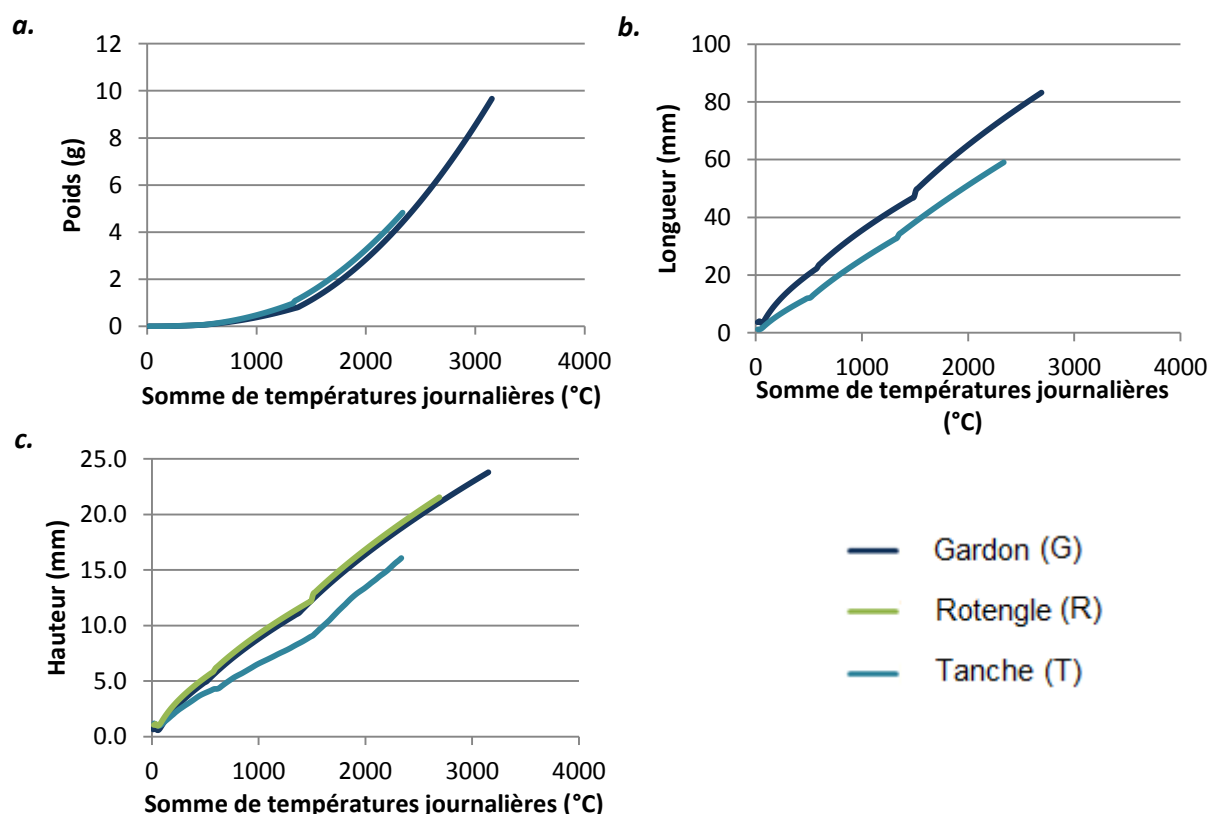 a.
12
10
8
6
4
2
0
Poids (g)
0 1000 2000 3000 4000
Somme de températures journalières (°C)
b.
100
80
60
40
20
0
Longueur (mm)
0 1000 2000 3000 4000
Somme de températures journalières
(°C)
c.
25.0
20.0
15.0
10.0
5.0
0.0
Hauteur (mm)
0 1000 2000 3000 4000
Somme de températures journalières (°C)
Gardon (G)
Rotengle (R)
Tanche (T)